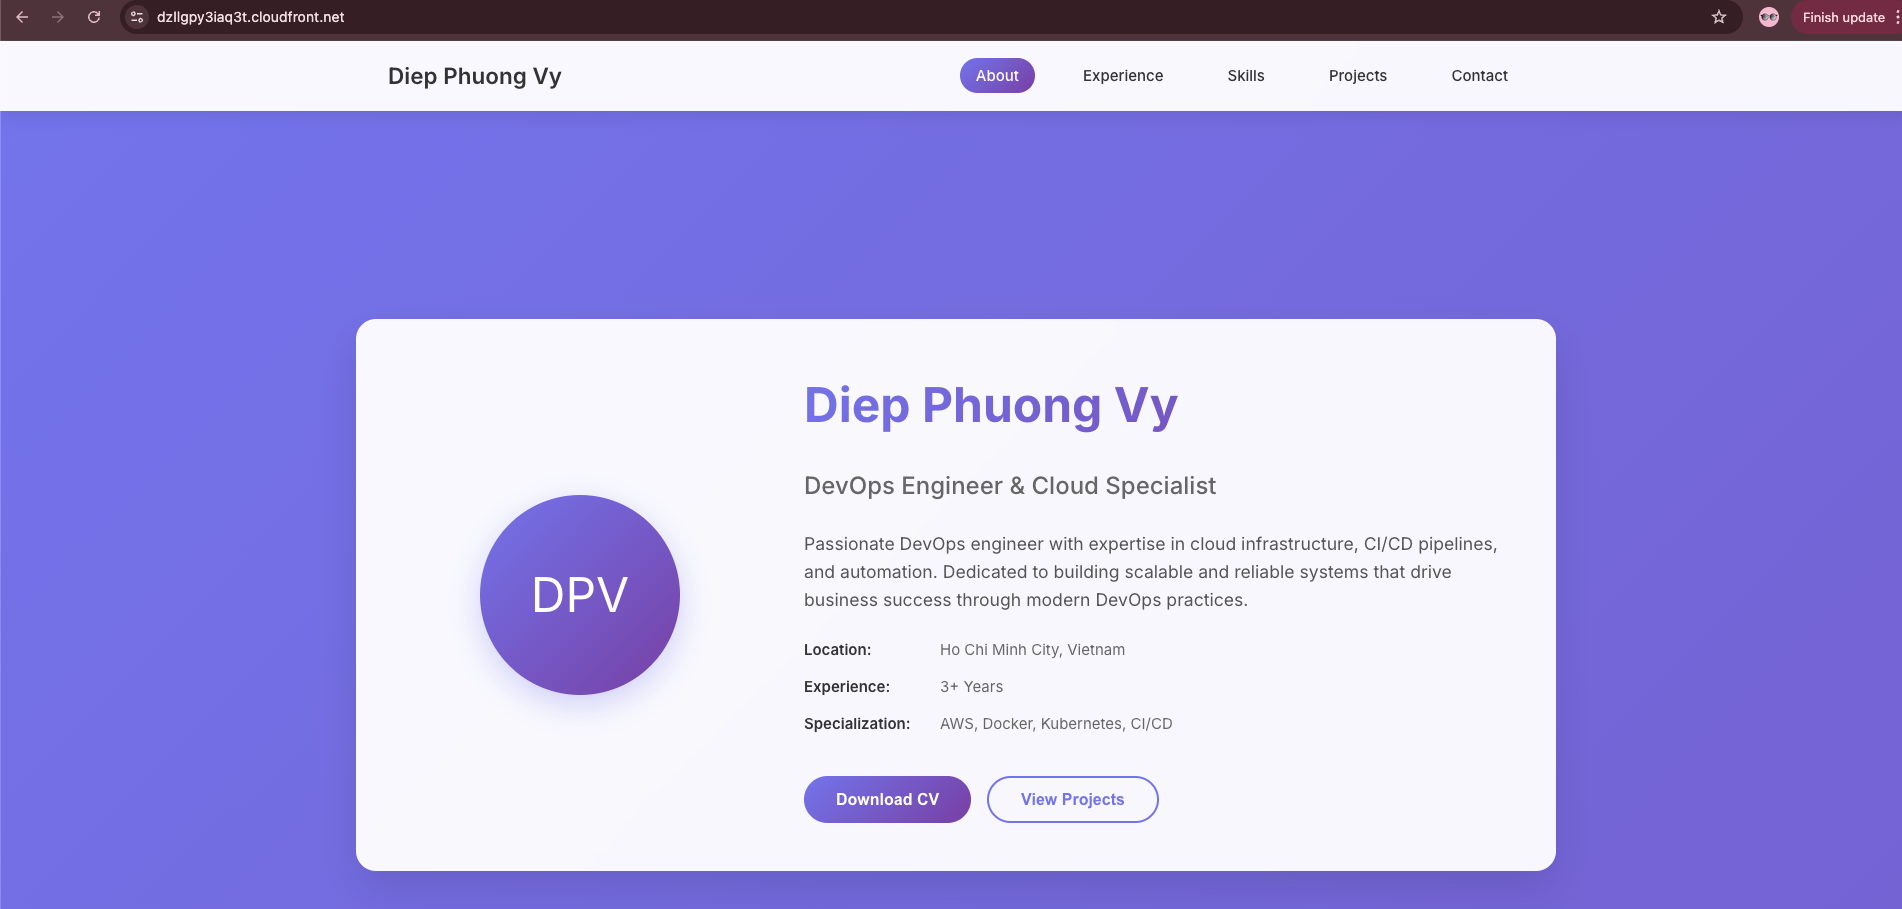 dzllgpy3iaq3t.cloudfront.net
Finish update
Diep Phuong Vy
About
Experience
Skills
Projects
Contact
Diep Phuong Vy
DevOps Engineer & Cloud Specialist
DPV
Passionate DevOps engineer with expertise in cloud infrastructure, CI/CD pipelines,
and automation. Dedicated to building scalable and reliable systems that drive
business success through modern DevOps practices.
Location: Ho Chi Minh City, Vietnam
Experience: 3+ Years
Specialization: AWS, Docker, Kubernetes, CI/CD
Download CV
View Projects